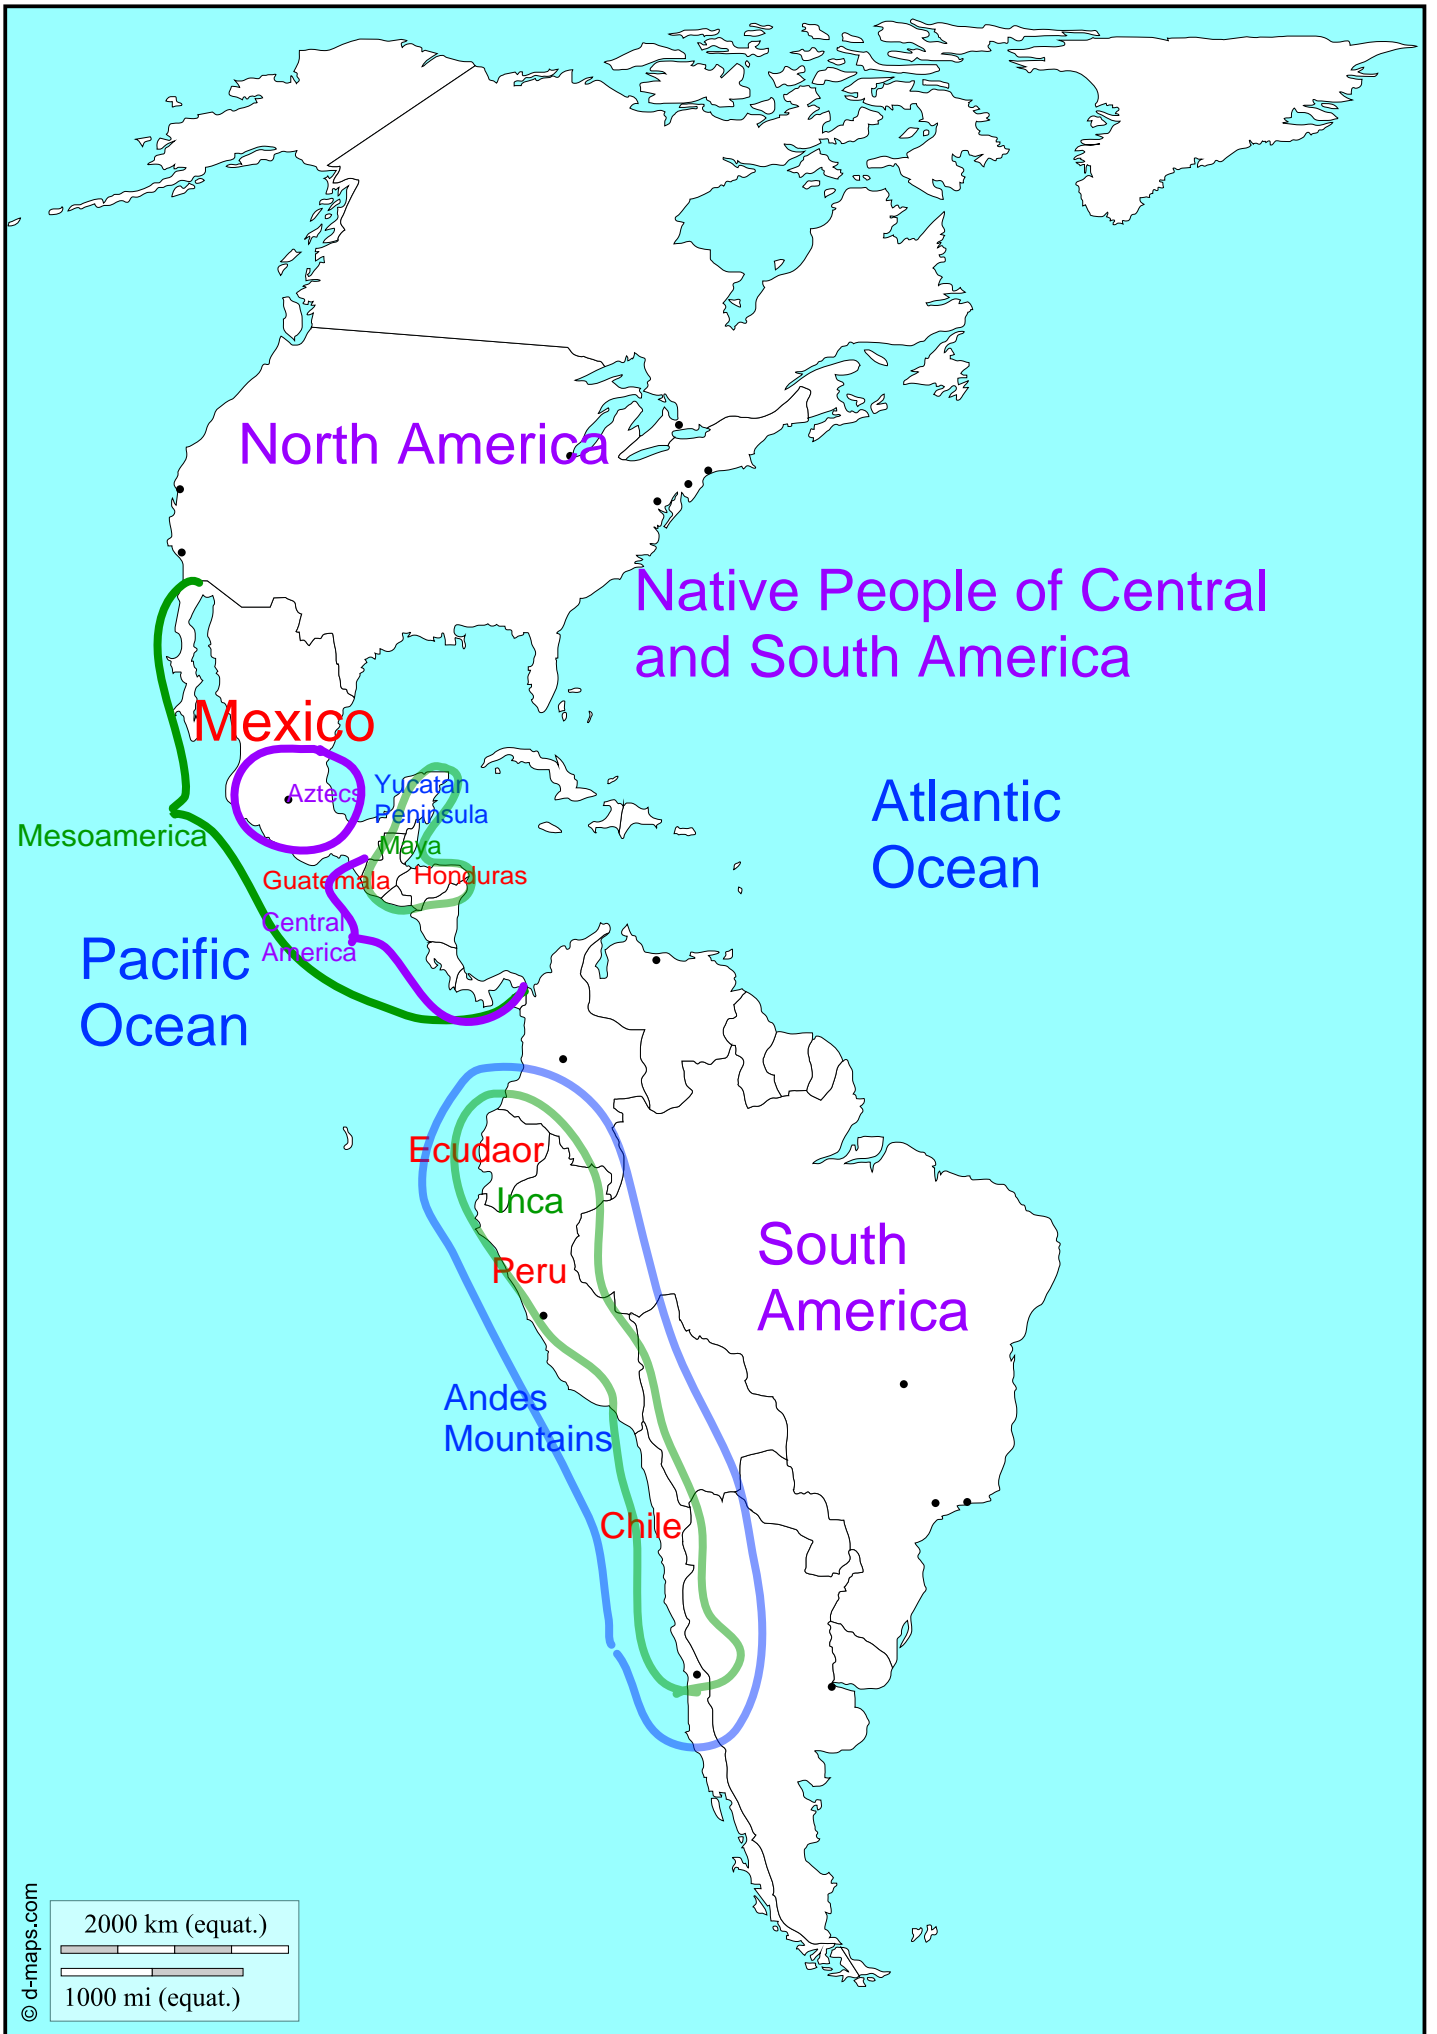 North America
Native People of Central
and South America
Mexico
Aztecs
Yucatan
Peninsula
Atlantic
Ocean
Mesoamerica
Maya
Guatemala
Honduras
Central
America
Pacific
Ocean
Ecudaor
Inca
South
America
Peru
Andes
Mountains
Chile
© d-maps.com
2000 km (equat.)
1000 mi (equat.)